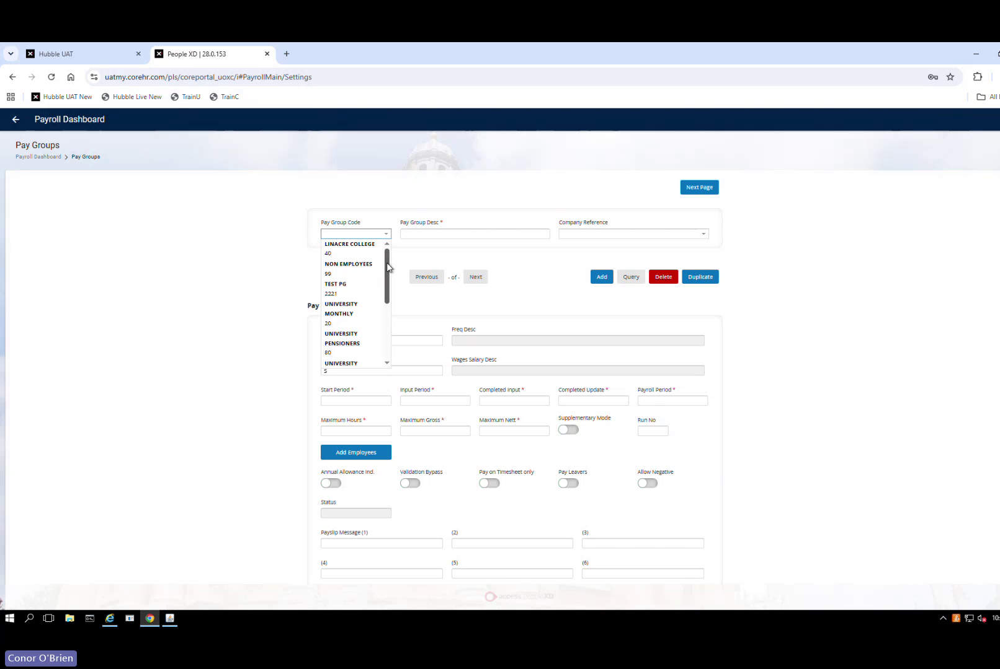 Hubble UAT
People XD | 28.0.153
uatmy.corehr.com/pls/coreportal_uoxc/i#PayrollMain/Settings
Hubble UAT New
Hubble Live New
TrainU
TrainC
All
Payroll Dashboard
Pay Groups
Payroll Dashboard > Pay Groups
Next Page
Pay Group Code
Pay Group Desc *
Company Reference
LINACRE COLLEGE
40
NON EMPLOYEES
99
TEST PG
2221
UNIVERSITY
MONTHLY
20
UNIVERSITY
PENSIONERS
80
UNIVERSITY
Previous
- of -
Next
Add
Query
Delete
Duplicate
Pay
Freq Desc
Wages Salary Desc
S
Start Period *
Input Period *
Completed Input *
Completed Update *
Payroll Period *
Maximum Hours *
Maximum Gross *
Maximum Nett *
Supplementary Mode
Run No
Add Employees
Annual Allowance Ind.
Validation Bypass
Pay on Timesheet only
Pay Leavers
Allow Negative
Status
Payslip Message (1)
(2)
(3)
(4)
(5)
(6)
access PeopleXD
10:
Conor O'Brien